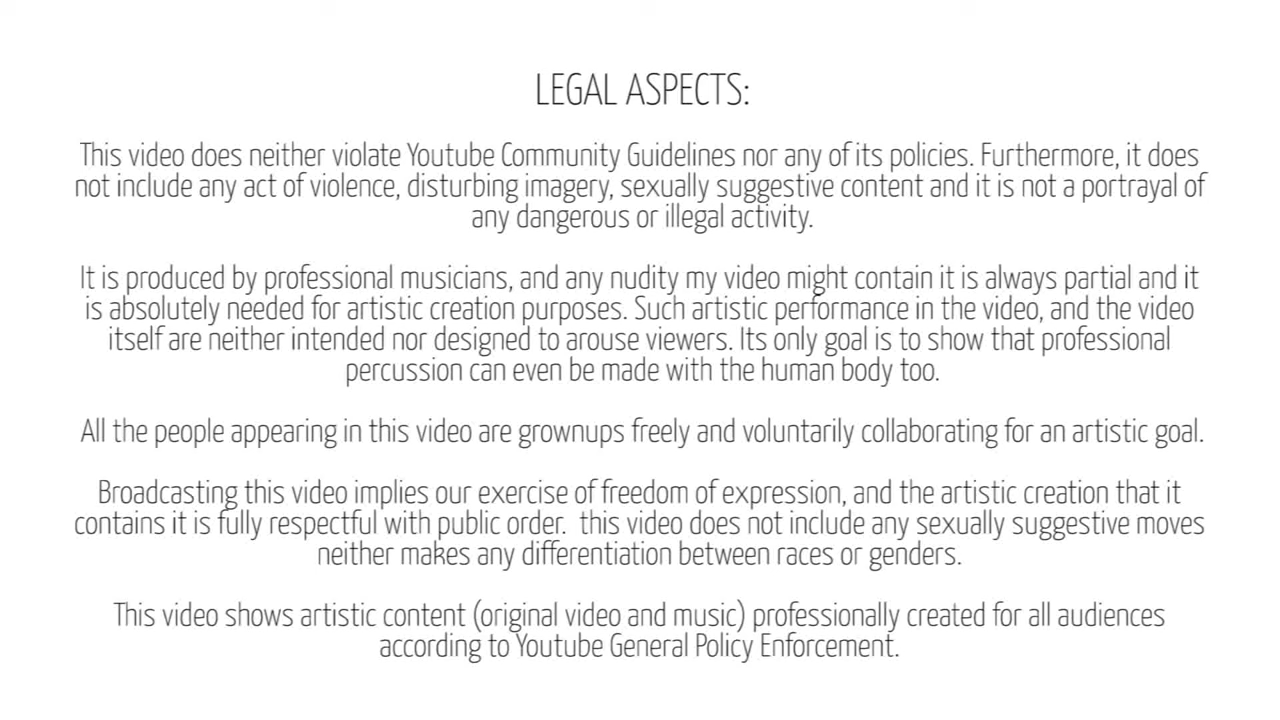 LEGAL ASPECTS:
This video does neither violate Youtube Community Guidelines nor any of its policies. Furthermore, it does
not include any act of violence, disturbing imagery, sexually suggestive content and it is not a portrayal of
any dangerous or illegal activity.
It is produced by professional musicians, and any nudity my video might contain it is always partial and it
is absolutely needed for artistic creation purposes. Such artistic performance in the video, and the video
itself are neither intended nor designed to arouse viewers. Its only goal is to show that professional
percussion can even be made with the human body too.
All the people appearing in this video are grownups freely and voluntarily collaborating for an artistic goal.
Broadcasting this video implies our exercise of freedom of expression, and the artistic creation that it
contains it is fully respectful with public order.  this video does not include any sexually suggestive moves
neither makes any differentiation between races or genders.
This video shows artistic content (original video and music) professionally created for all audiences
according to Youtube General Policy Enforcement.